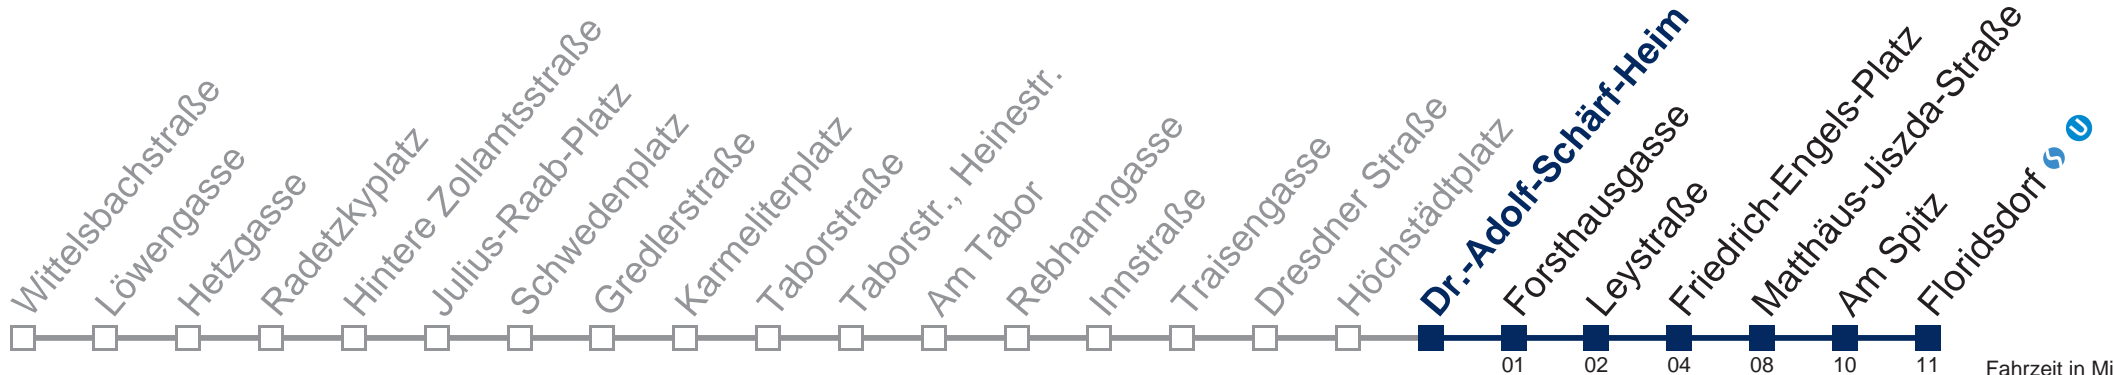 Wittelsbachstraße
Löwengasse
Hetzgasse
Radetzkyplatz
Hintere Zollamtsstraße
Julius-Raab-Platz
Schwedenplatz
Gredlerstraße
Karmeliterplatz
Taborstraße
Taborstr., Heinestr.
Am Tabor
Rebhanngasse
Innstraße
Traisengasse
Dresdner Straße
Höchstädtplatz
Dr.-Adolf-Schärf-Heim
Forsthausgasse
Leystraße
Friedrich-Engels-Platz
Matthäus-Jiszda-Straße
Am Spitz
Floridsdorf S U
01 02 04 08 10 11
Fahrzeit in Mi